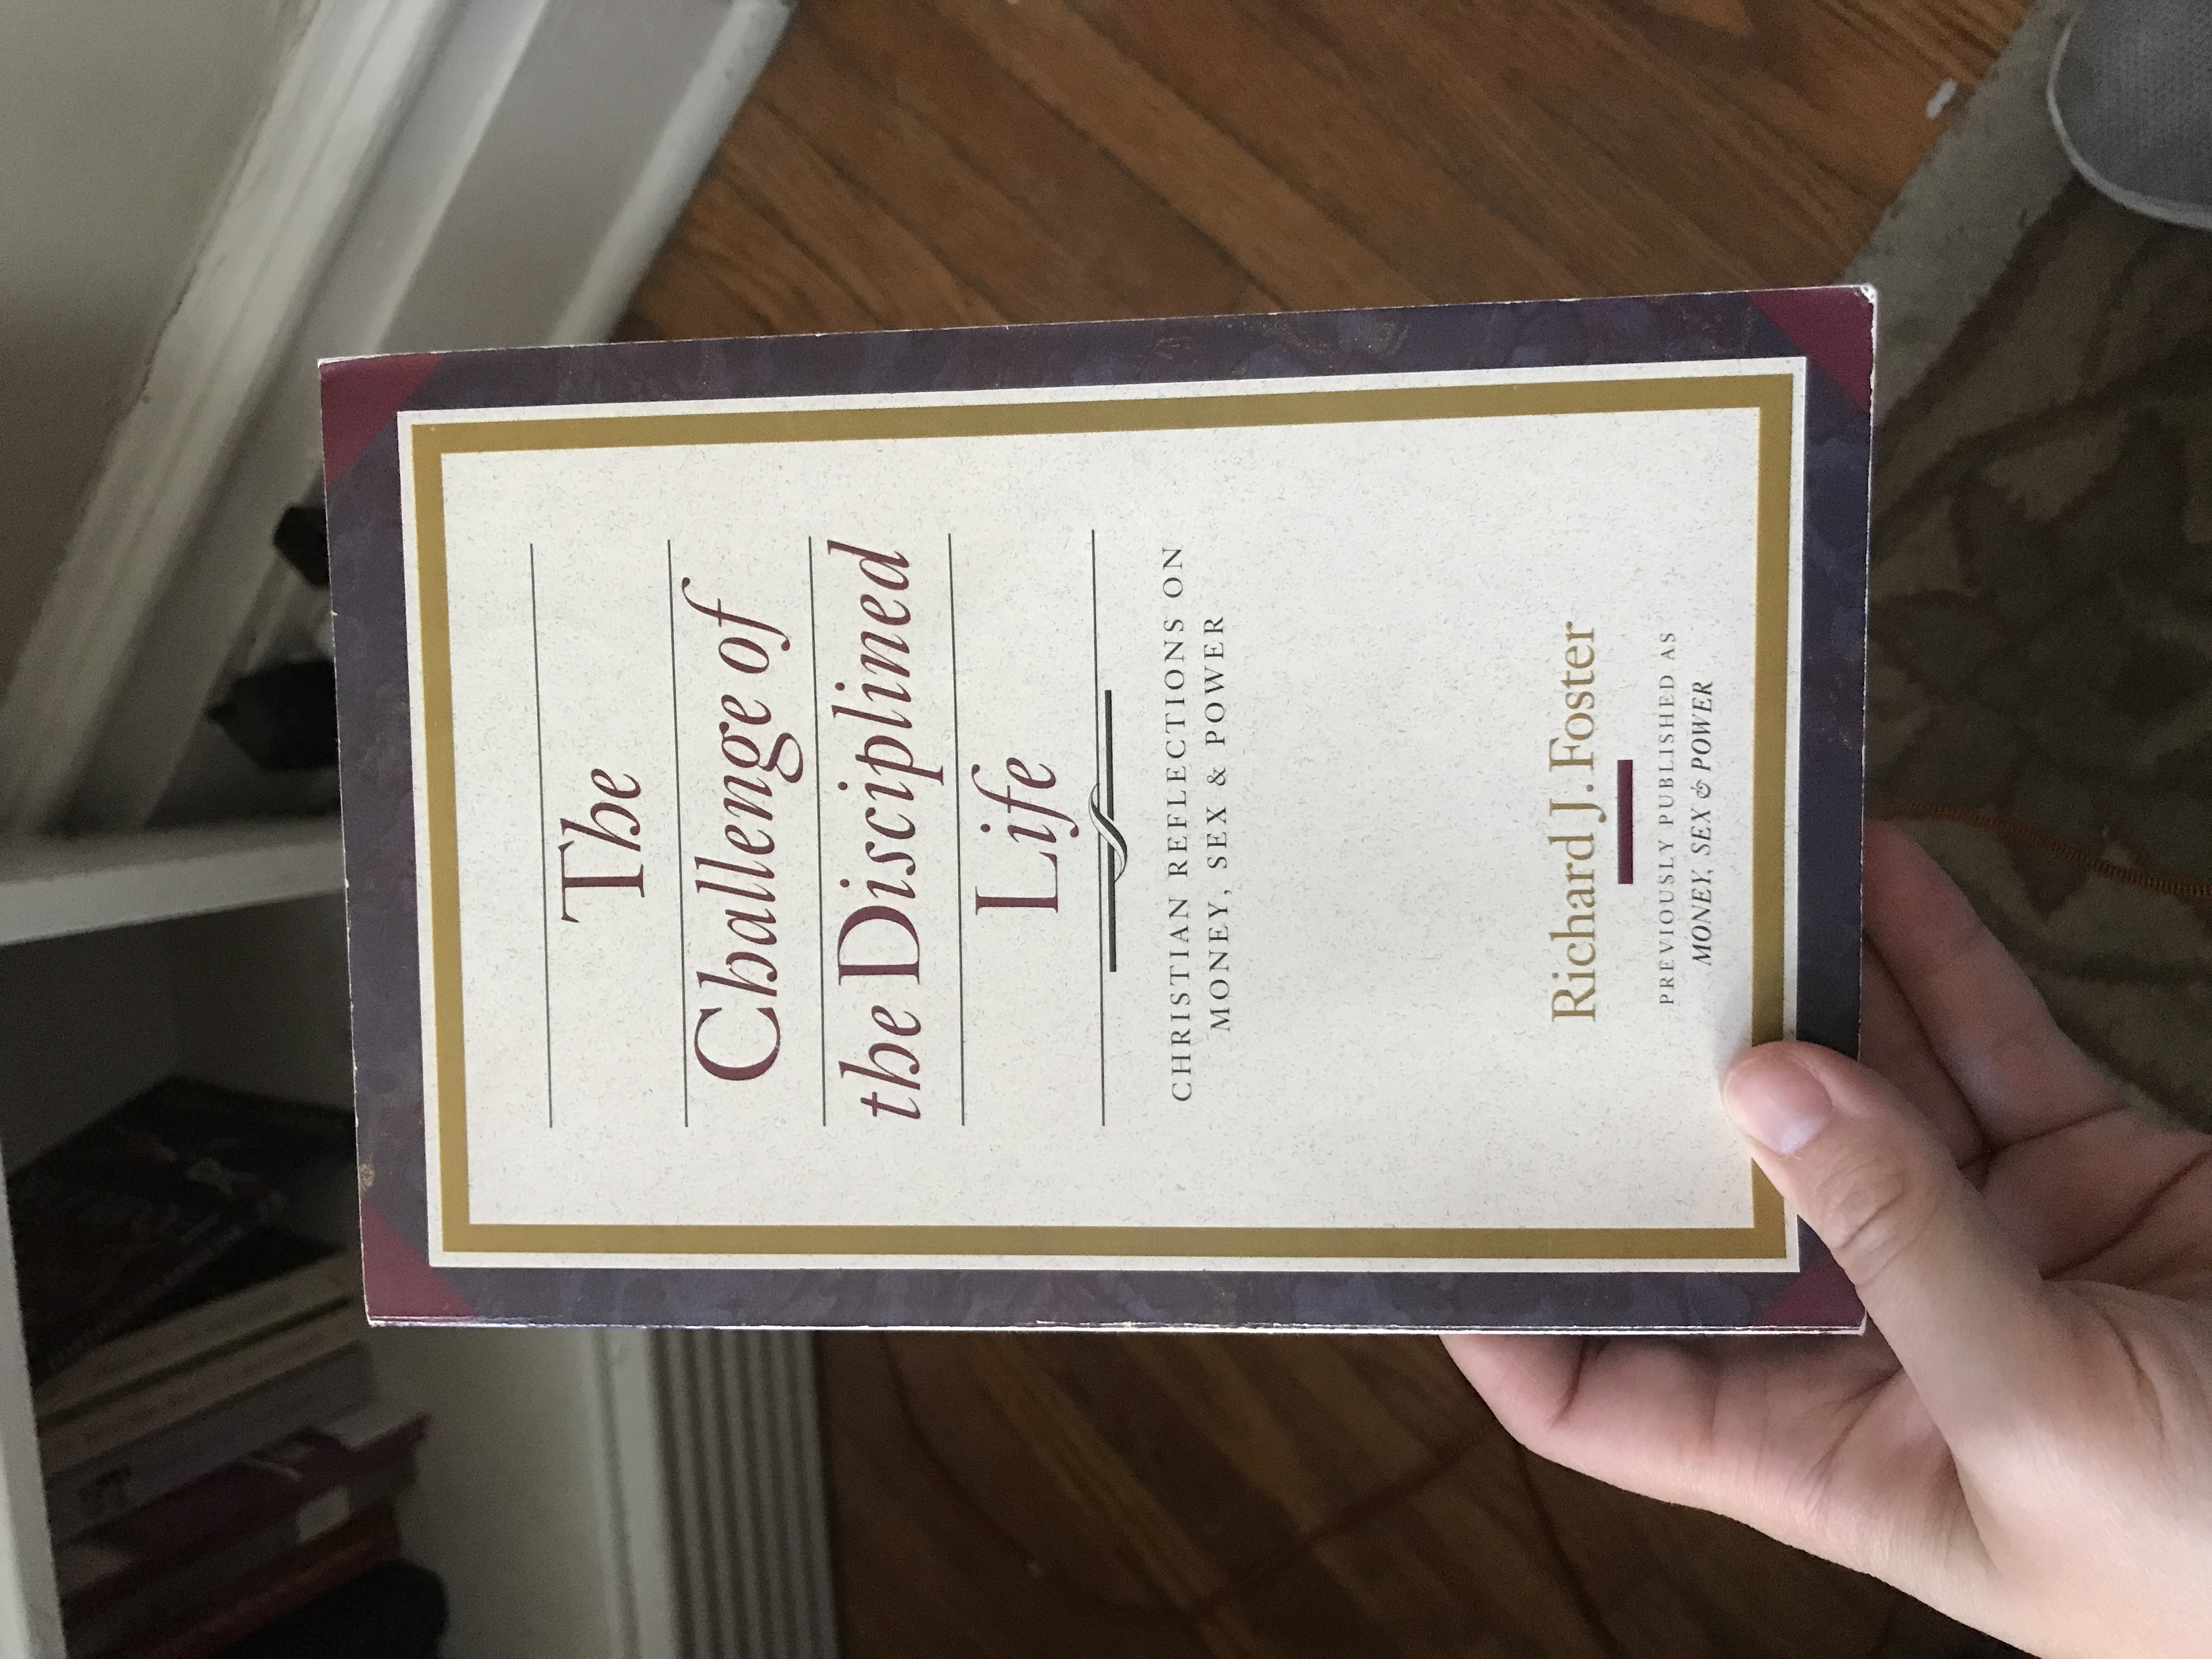 The
Challenge of
the Disciplined
Life
CHRISTIAN REFLECTIONS ON
MONEY, SEX & POWER
Richard J. Foster
PREVIOUSLY PUBLISHED AS
MONEY, SEX & POWER